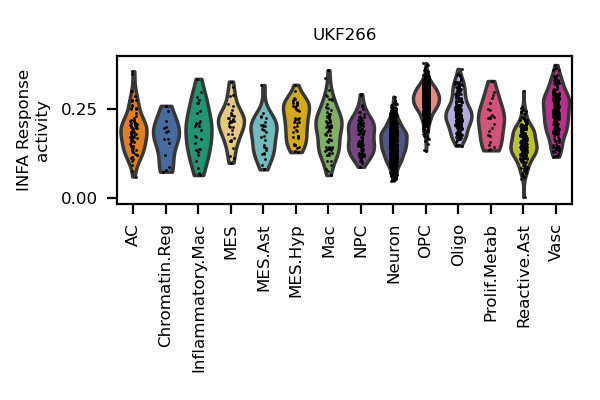 UKF266
INFA Response
activity
0.25
0.00
AC
Chromatin.Reg
Inflammatory.Mac
MES
MES.Ast
MES.Hyp
Mac
NPC
Neuron
OPC
Oligo
Prolif.Metab
Reactive.Ast
Vasc